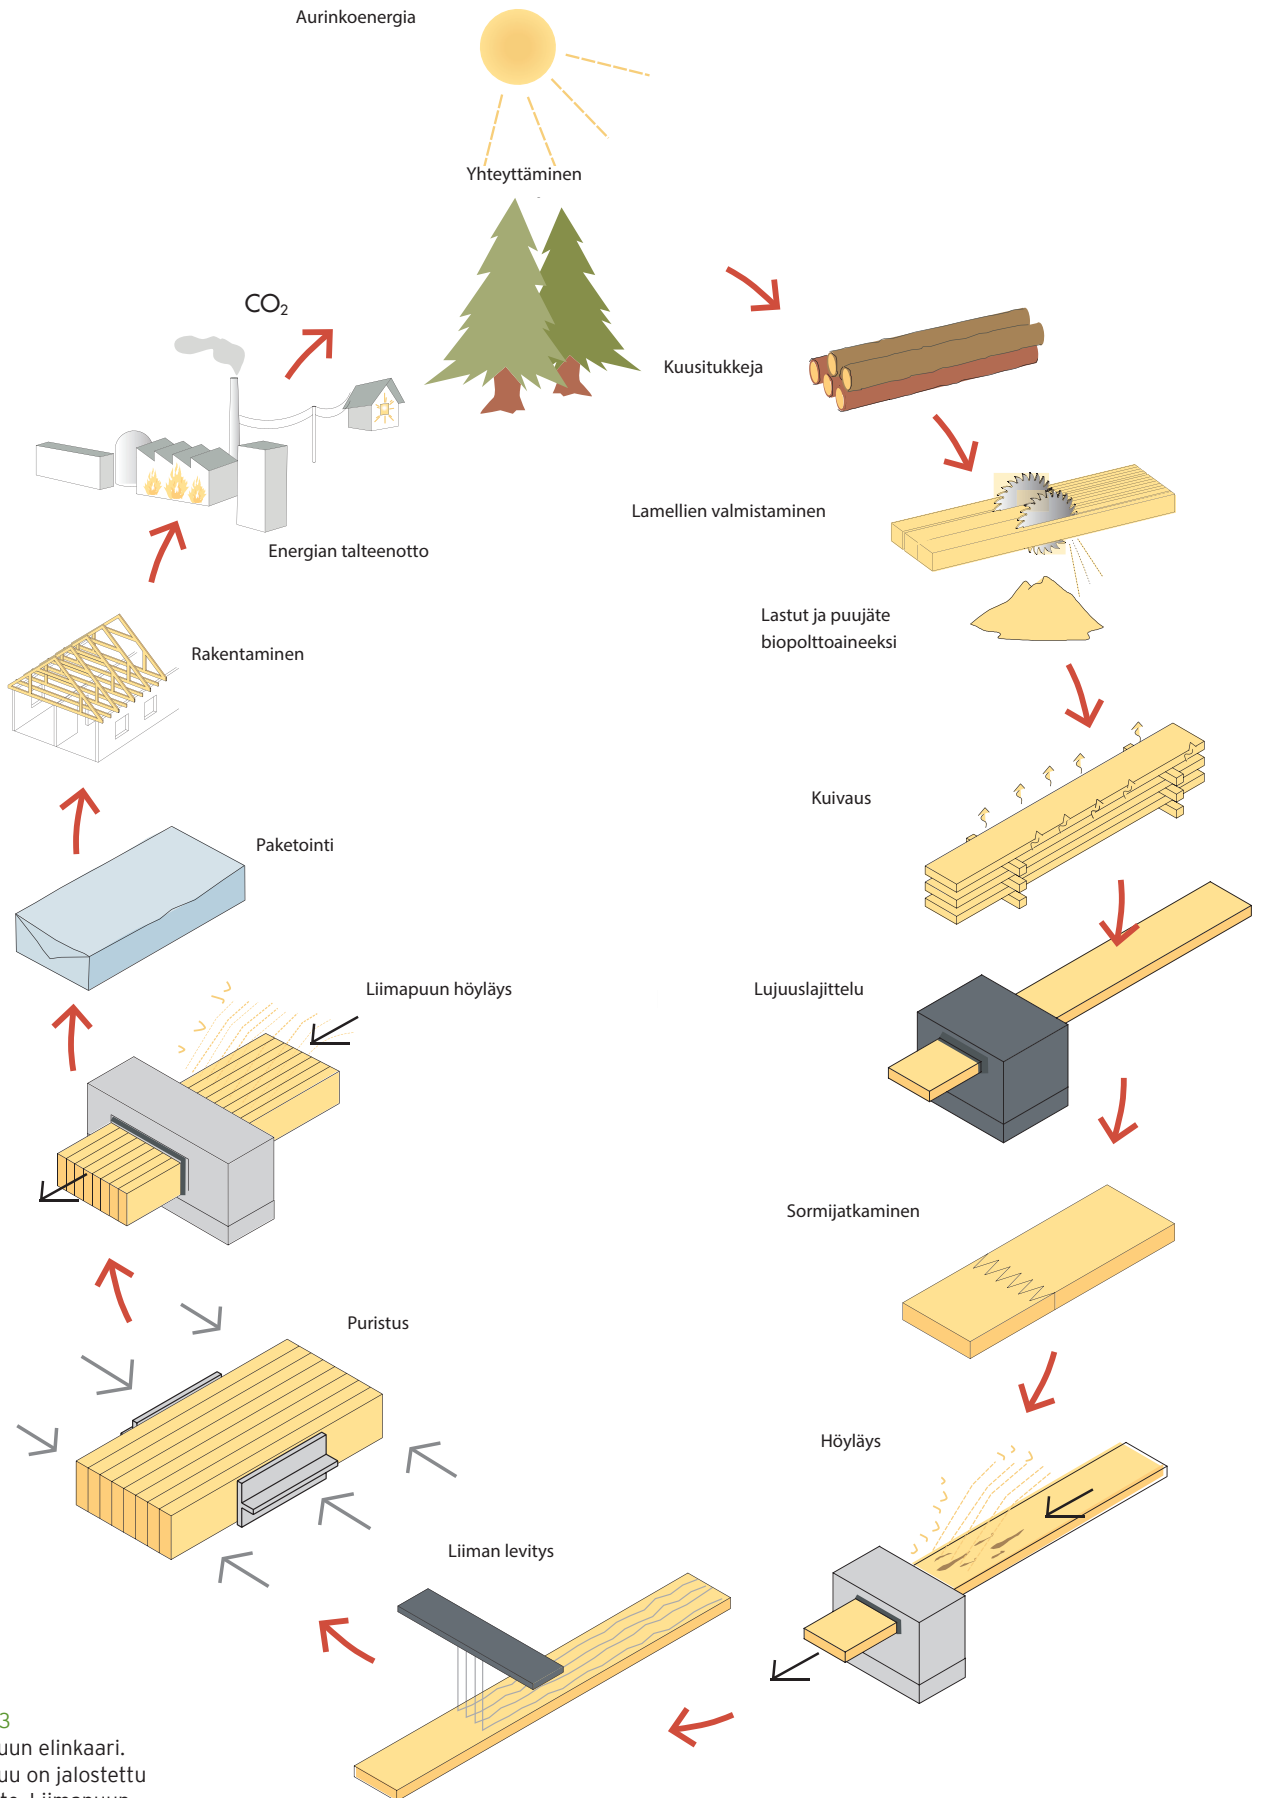 Aurinkoenergia
Yhteyttäminen
CO₂
Kuusitukkeja
Lamellien valmistaminen
Lastut ja puujäte
biopolttoaineeksi
Kuivaus
Lujuuslajittelu
Sormijatkaminen
Höyläys
Liiman levitys
Puristus
Liimapuun höyläys
Paketointi
Rakentaminen
Energian talteenotto
3
uun elinkaari.
uu on jalostettu